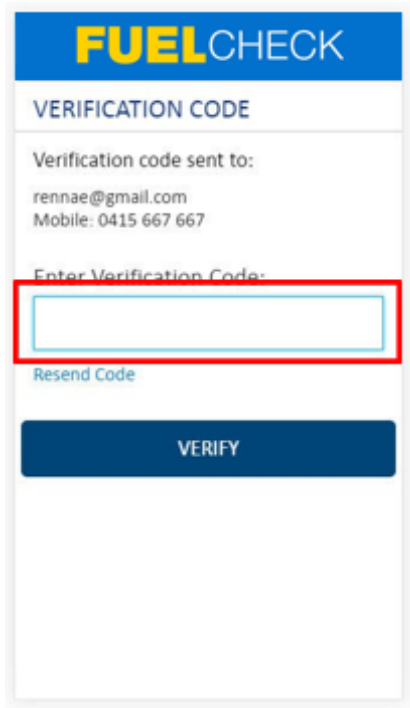 FUELCHECK
VERIFICATION CODE
Verification code sent to:
rennae@gmail.com
Mobile: 0415 667 667
Enter Verification Code:
Resend Code
VERIFY